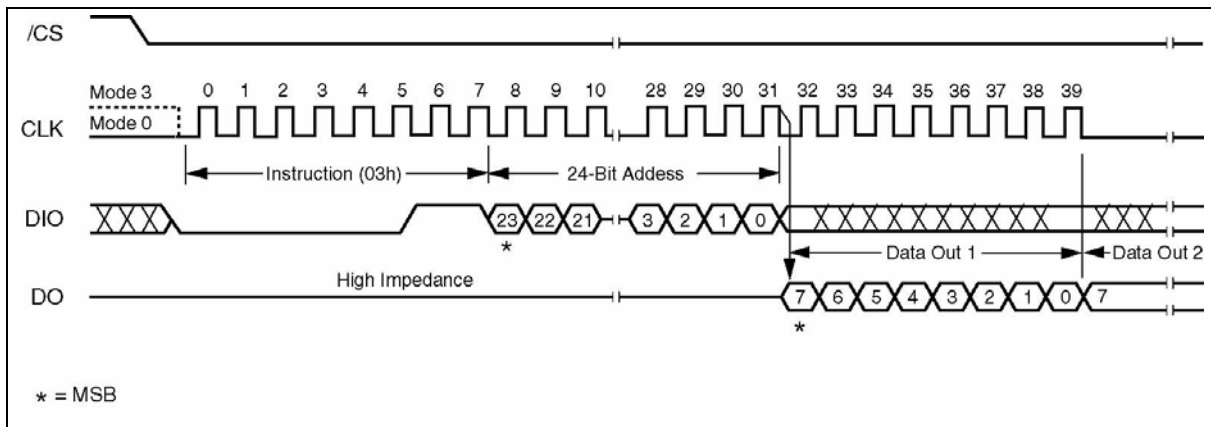 /CS
Mode 3
0 1 2 3 4 5 6 7 8 9 10 28 29 30 31 32 33 34 35 36 37 38 39
CLK
Mode 0
Instruction (03h) 24-Bit Addess
DIO
23 22 21 3 2 1 0
*
Data Out 1 Data Out 2
High Impedance
DO
7 6 5 4 3 2 1 0 7
*
* = MSB